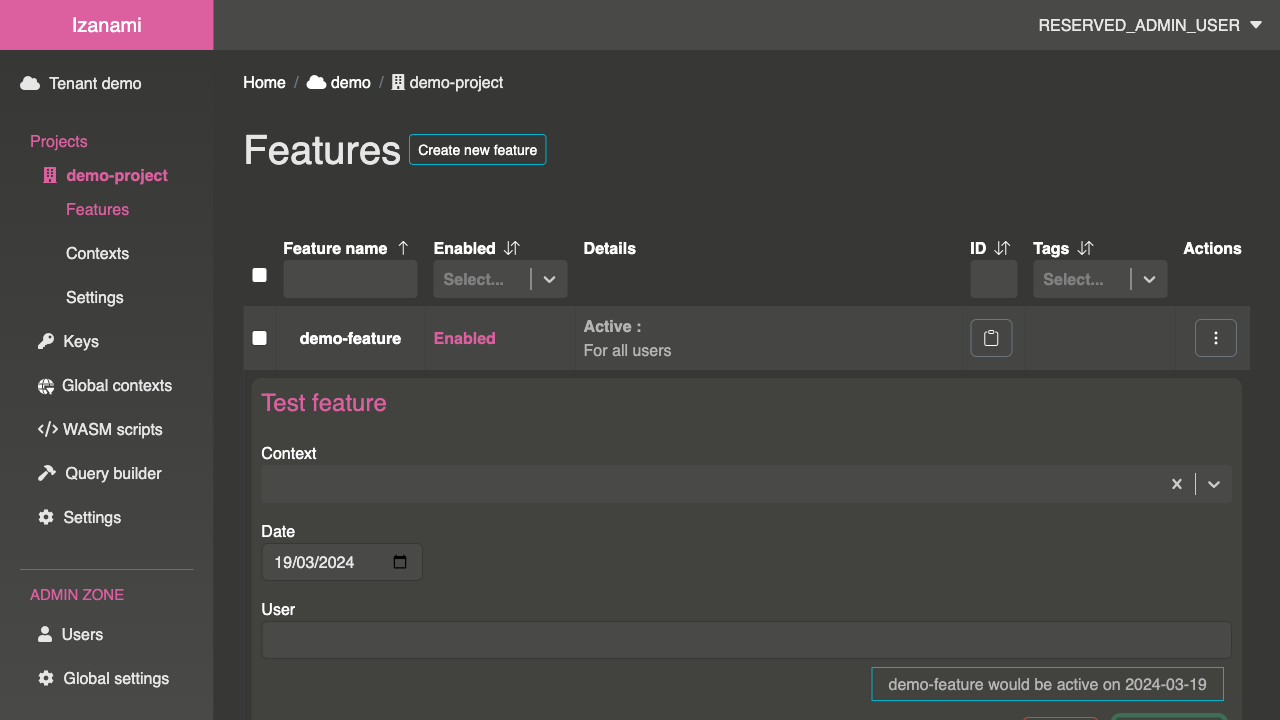 Izanami
RESERVED_ADMIN_USER
Tenant demo
Home / demo / demo-project
Projects
demo-project
Features
Contexts
Settings
Keys
Global contexts
WASM scripts
Query builder
Settings
ADMIN ZONE
Users
Global settings
Features Create new feature
Feature name Enabled Details ID Tags Actions
Select... Select...
demo-feature Enabled Active :
For all users
Test feature
Context
Date
19/03/2024
User
demo-feature would be active on 2024-03-19